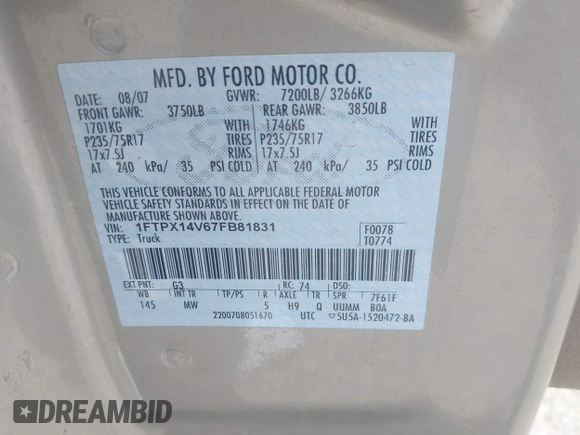 MFD. BY FORD MOTOR CO.
DATE: 08/07 GVWR: 7200LB/ 3266KG
FRONT GAWR: 3750LB REAR GAWR: 3850LB
1701KG WITH 1746KG WITH
P235/75R17 TIRES P235/75R17 TIRES
17x7.5J RIMS 17x7.5J RIMS
AT 240 kPa/ 35 PSI COLD AT 240 kPa/ 35 PSI COLD
THIS VEHICLE CONFORMS TO ALL APPLICABLE FEDERAL MOTOR
VEHICLE SAFETY STANDARDS IN EFFECT ON THE DATE OF
MANUFACTURE SHOWN ABOVE.
VIN: 1FTPX14V67FB81831 F0078
TYPE: Truck T0774
EXT PNT: G3 RC: 74 DSO:
WB INT TR TP/PS R AXLE TR SPR 7F61F
145 MW 5 H9 Q UUMM BOA
2200708051670 UTC 5U5A-1520472-BA
DREAMBID